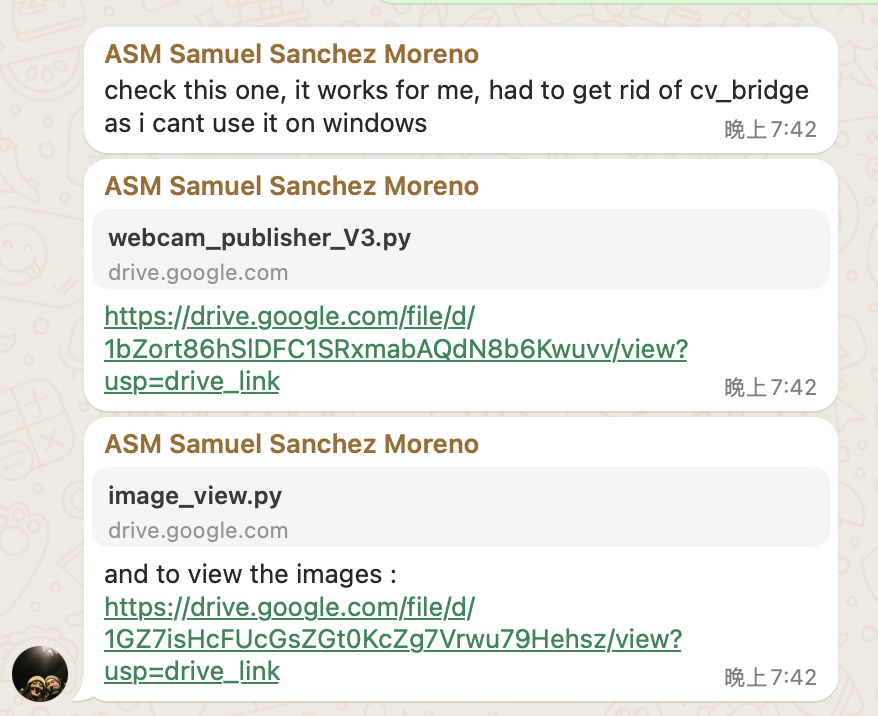 ASM Samuel Sanchez Moreno
check this one, it works for me, had to get rid of cv_bridge
as i cant use it on windows
晚上7:42
ASM Samuel Sanchez Moreno
webcam_publisher_V3.py
drive.google.com
https://drive.google.com/file/d/
1bZort86hSlDFC1SRxmabAQdN8b6Kwuvv/view?
usp=drive_link
晚上7:42
ASM Samuel Sanchez Moreno
image_view.py
drive.google.com
and to view the images :
https://drive.google.com/file/d/
1GZ7isHcFUcGsZGt0KcZg7Vrwu79Hehsz/view?
usp=drive_link
晚上7:42